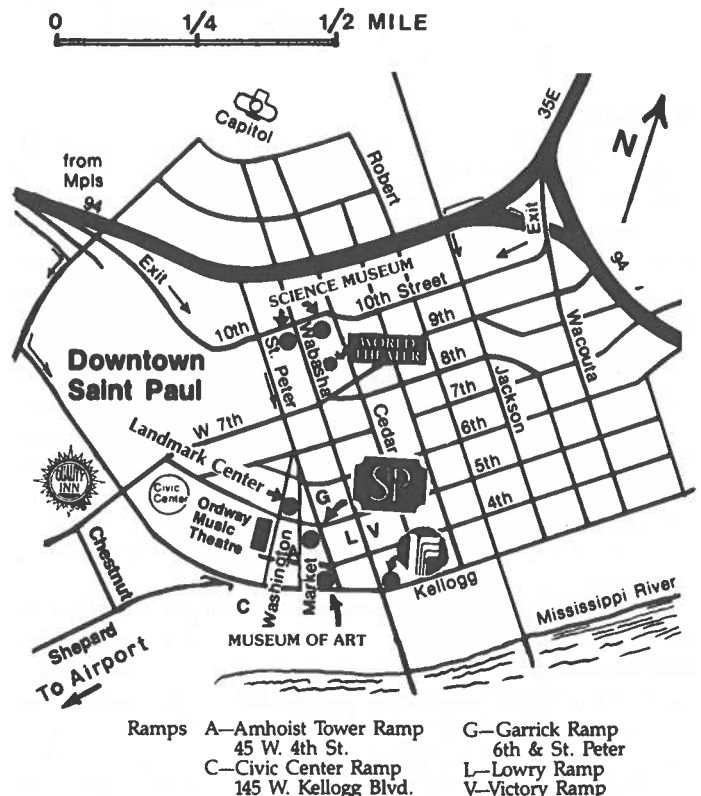 0 1/4 1/2 MILE
Capitol
35E
N
from
Mpls
94
Robert
Exit
Exit
SCIENCE MUSEUM
10th Street
10th
94
9th
WORLD
THEATER
8th
Wacouta
Downtown
Saint Paul
St. Peter
Wabasha
7th
Jackson
W 7th
Cedar
6th
Landmark Center
5th
QUALITY
INN
Civic
Center
G
SP
4th
Ordway
Music
Theatre
L V
Chestnut
Washington
Market
Kellogg
C
Mississippi River
MUSEUM OF ART
Shepard
To Airport
Ramps A—Amhoist Tower Ramp
45 W. 4th St.
C—Civic Center Ramp
145 W. Kellogg Blvd.
G—Garrick Ramp
6th & St. Peter
L—Lowry Ramp
V—Victory Ramp